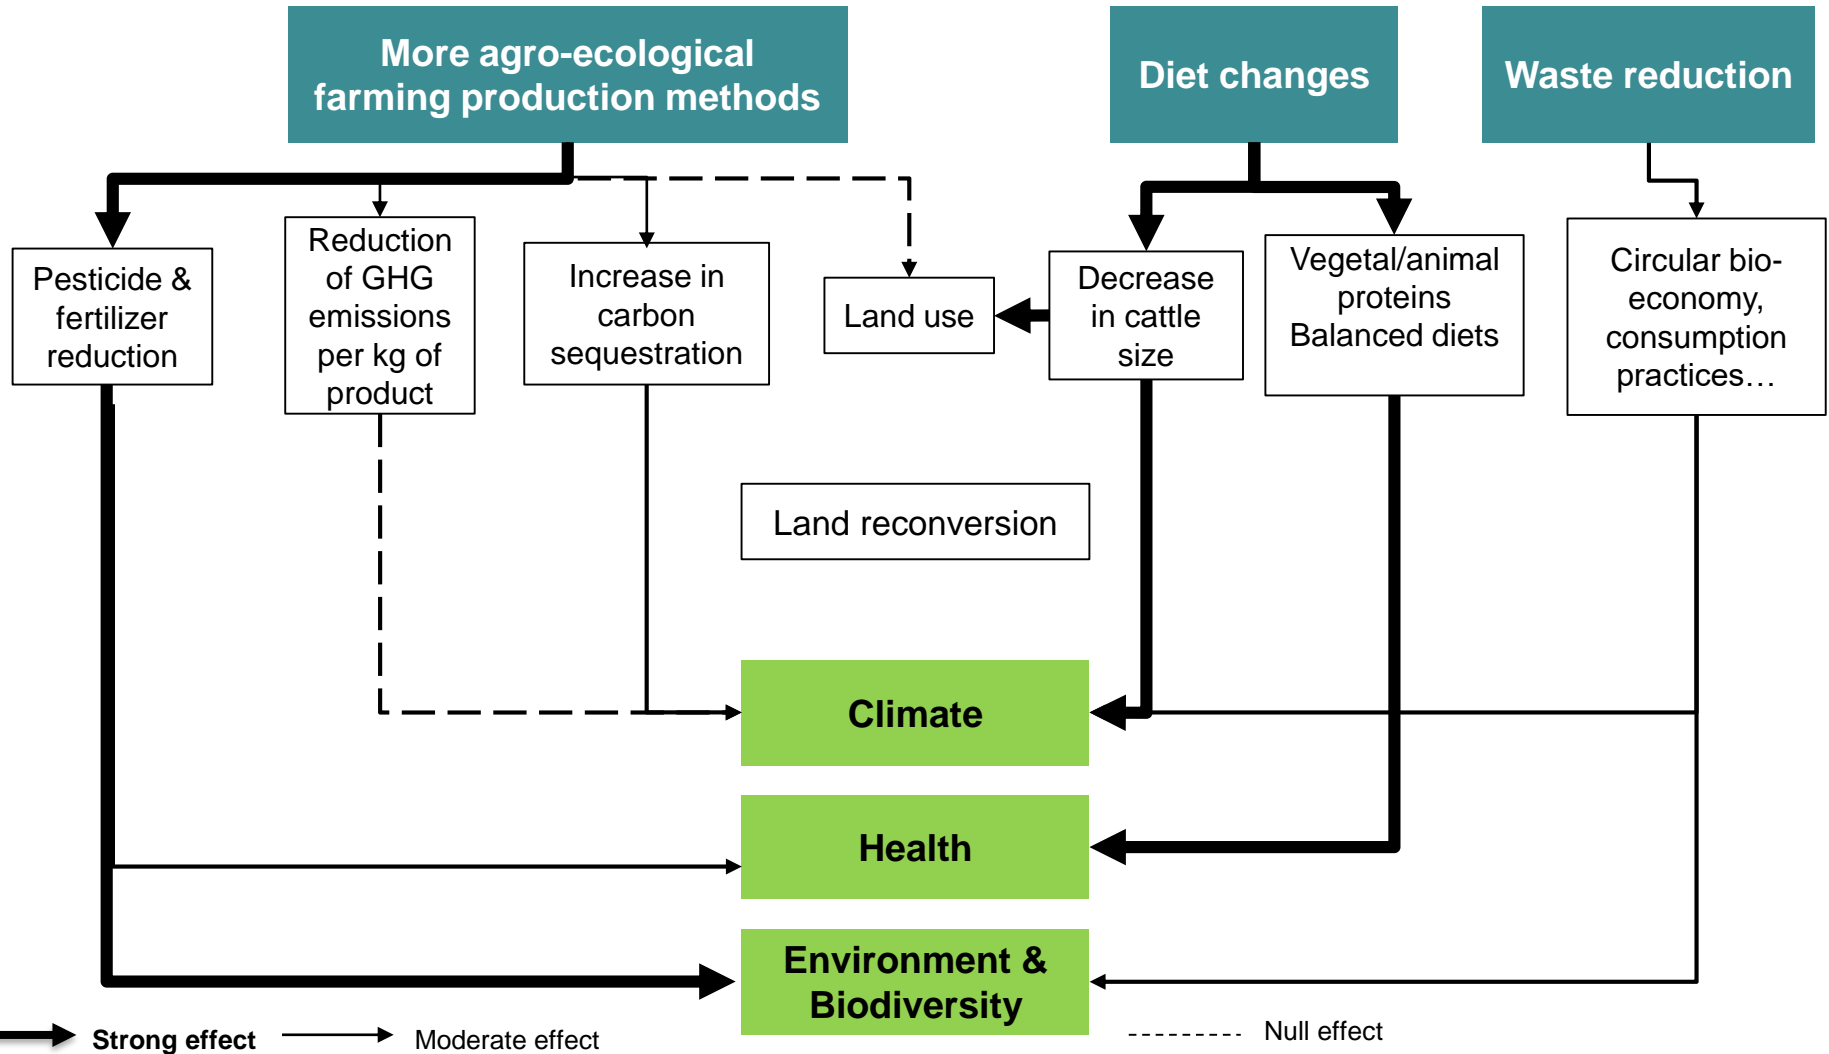 More agro-ecological
farming production methods
Diet changes
Waste reduction
Pesticide &
fertilizer
reduction
Reduction
of GHG
emissions
per kg of
product
Increase in
carbon
sequestration
Land use
Decrease
in cattle
size
Vegetal/animal
proteins
Balanced diets
Circular bio-
economy,
consumption
practices…
Land reconversion
Climate
Health
Environment &
Biodiversity
Strong effect
Moderate effect
Null effect